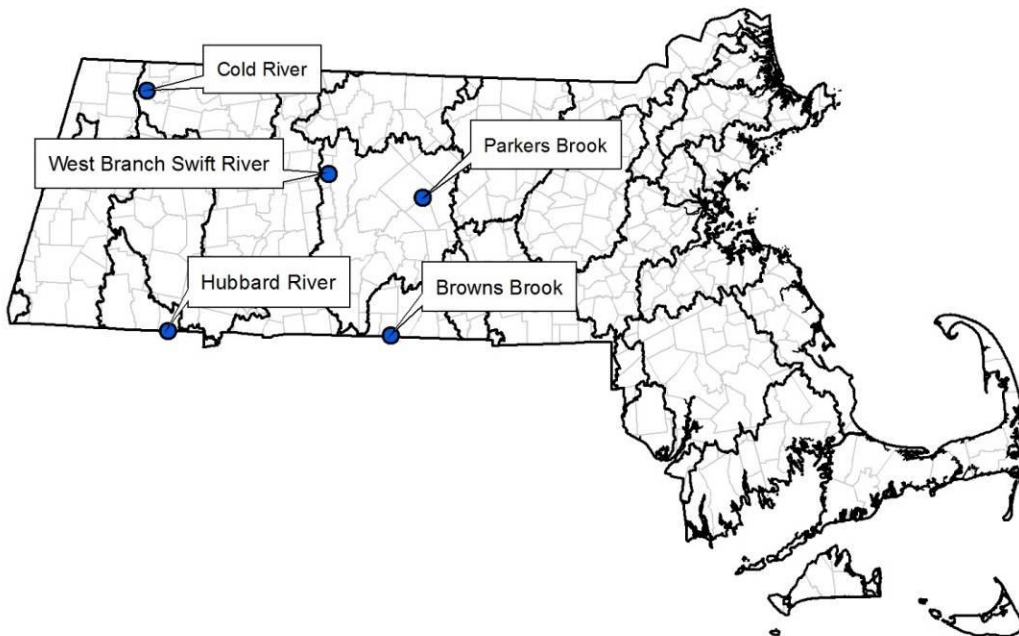 Cold River
Parkers Brook
West Branch Swift River
Hubbard River
Browns Brook